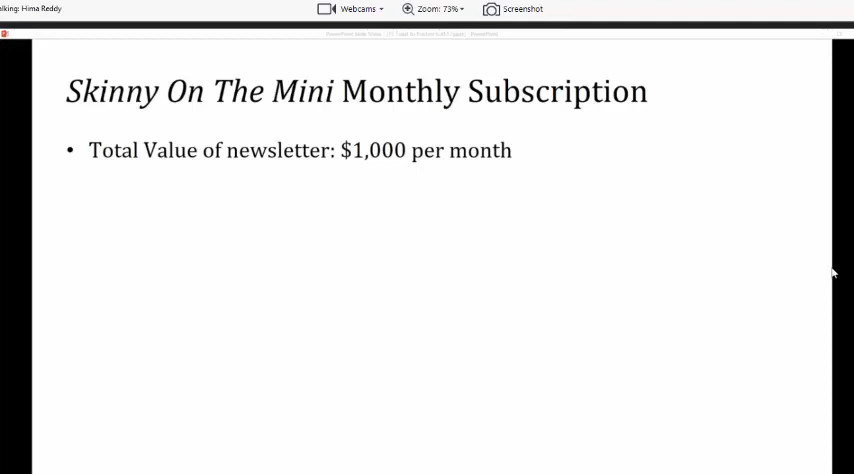 alking: Hima Reddy
Webcams
Zoom: 73%
Screenshot
Skinny On The Mini Monthly Subscription
• Total Value of newsletter: $1,000 per month